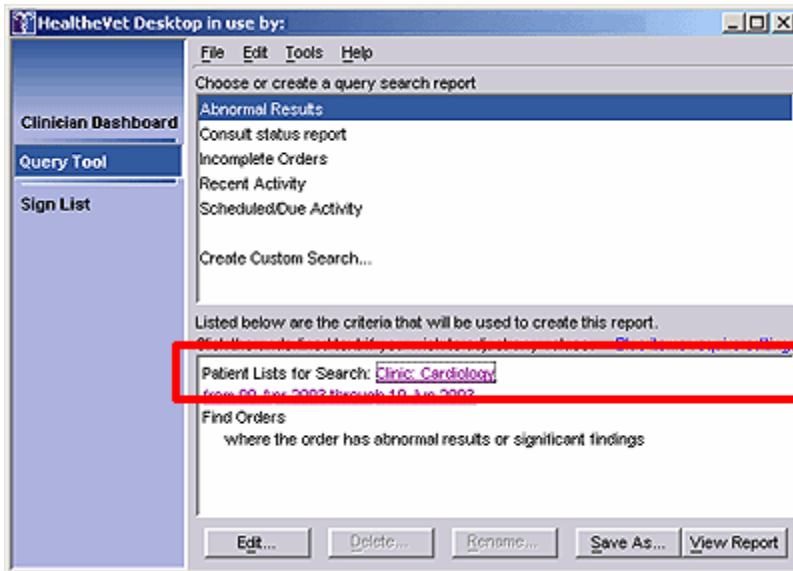 HealtheVet Desktop in use by:
File Edit Tools Help
Choose or create a query search report
Clinician Dashboard
Query Tool
Sign List
Abnormal Results
Consult status report
Incomplete Orders
Recent Activity
Scheduled/Due Activity
Create Custom Search...
Listed below are the criteria that will be used to create this report.
Patient Lists for Search: Clinic: Cardiology
2003 through 2003
Find Orders
where the order has abnormal results or significant findings
Edit... Delete... Rename... Save As... View Report